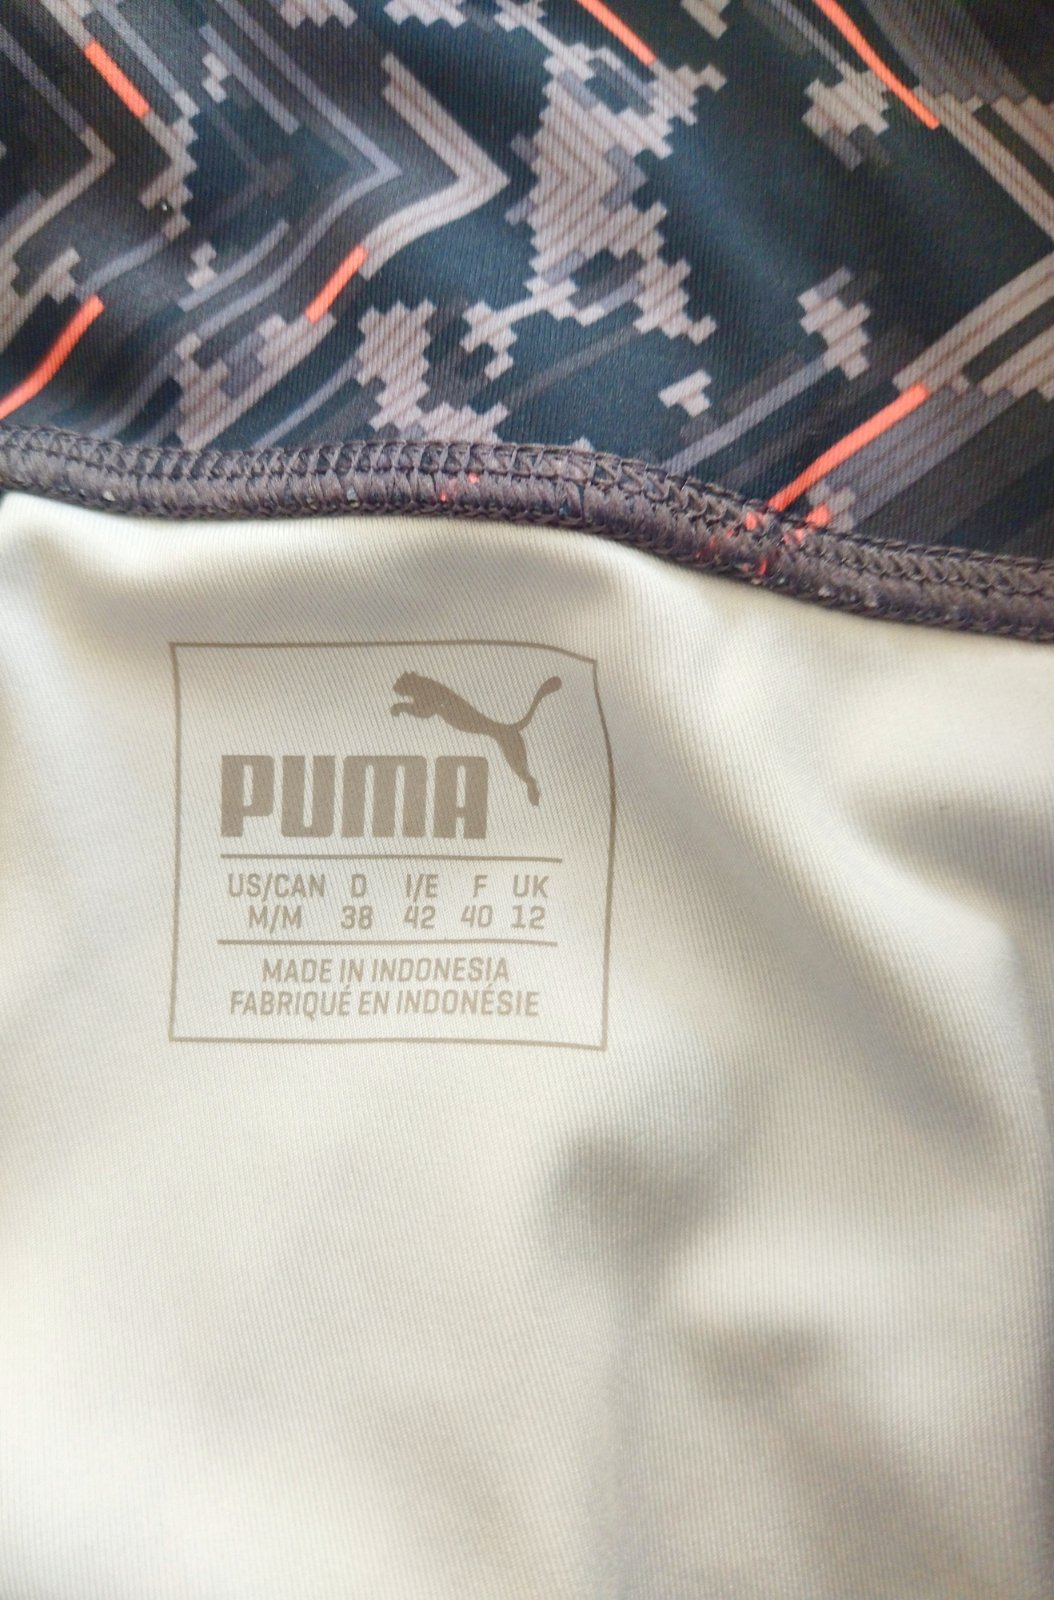 PUMA
US/CAN D I/E F UK
M/M 38 42 40 12
MADE IN INDONESIA
FABRIQUÉ EN INDONÉSIE